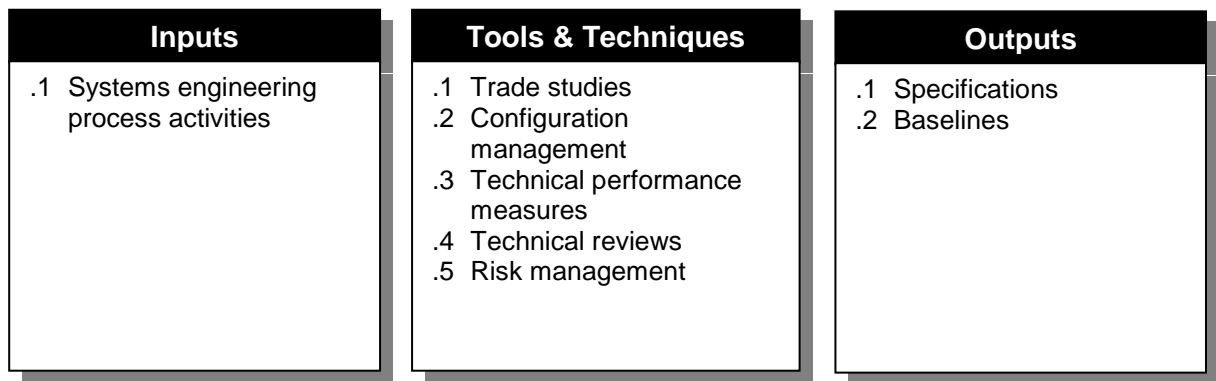 Inputs
.1 Systems engineering
process activities
Tools & Techniques
.1 Trade studies
.2 Configuration
management
.3 Technical performance
measures
.4 Technical reviews
.5 Risk management
Outputs
.1 Specifications
.2 Baselines